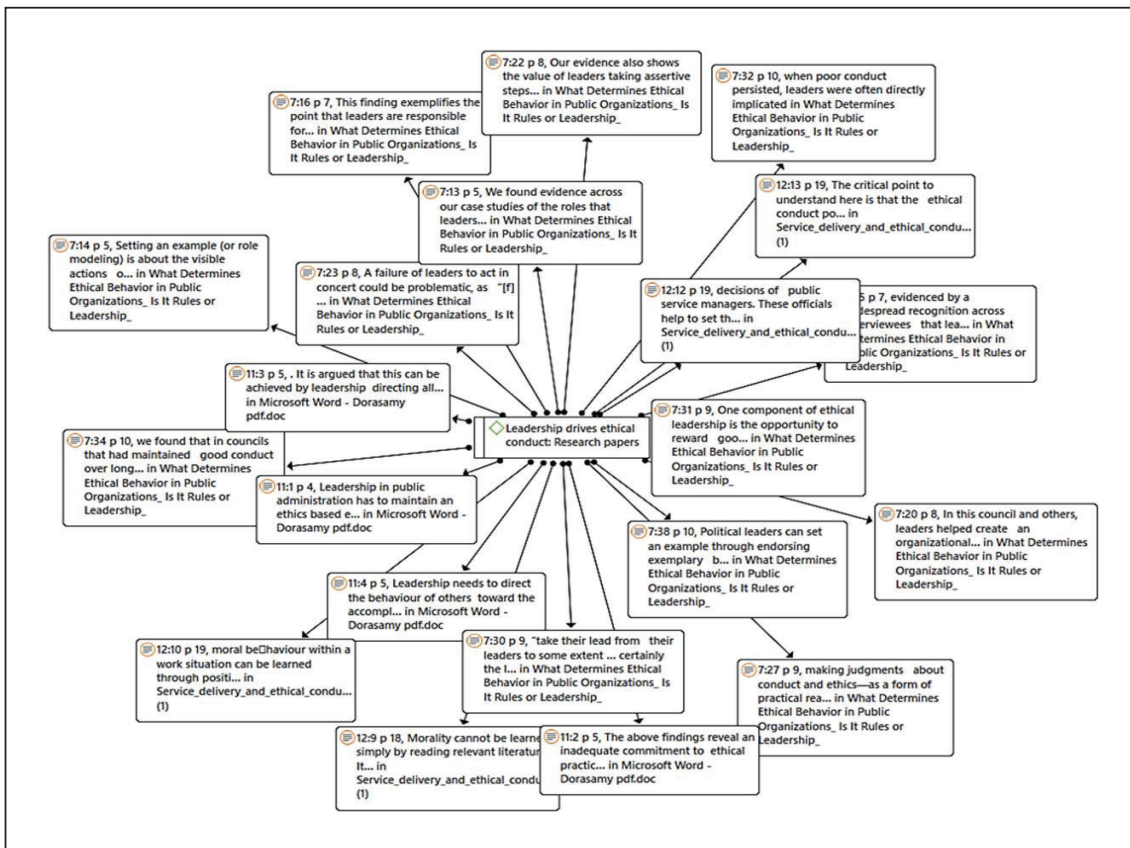 7:22 p 8, Our evidence also shows
the value of leaders taking assertive
steps... in What Determines Ethical
Behavior in Public Organizations_ Is
It Rules or Leadership_
7:32 p 10, when poor conduct
persisted, leaders were often directly
implicated in What Determines
Ethical Behavior in Public
Organizations_ Is It Rules or
Leadership_
7:16 p 7, This finding exemplifies the
point that leaders are responsible
for... in What Determines Ethical
Behavior in Public Organizations_ Is
It Rules or Leadership_
7:13 p 5, We found evidence across
our case studies of the roles that
leaders... in What Determines Ethical
Behavior in Public Organizations_ Is
It Rules or Leadership_
12:13 p 19, The critical point to
understand here is that the ethical
conduct po... in
Service_delivery_and_ethical_condu...
(1)
7:14 p 5, Setting an example (or role
modeling) is about the visible
actions o... in What Determines
Ethical Behavior in Public
Organizations_ Is It Rules or
Leadership_
7:23 p 8, A failure of leaders to act in
concert could be problematic, as "[f]
... in What Determines Ethical
Behavior in Public Organizations_ Is
It Rules or Leadership_
12:12 p 19, decisions of public
service managers. These officials
help to set th... in
Service_delivery_and_ethical_condu...
(1)
p 7, evidenced by a
recognition across
that lea... in What
Ethical Behavior in
Organizations_ Is It Rules or
Leadership_
11:3 p 5, . It is argued that this can be
achieved by leadership directing all...
in Microsoft Word - Dorasamy
pdf.doc
Leadership drives ethical
conduct: Research papers
7:31 p 9, One component of ethical
leadership is the opportunity to
reward goo... in What Determines
Ethical Behavior in Public
Organizations_ Is It Rules or
Leadership_
7:34 p 10, we found that in councils
that had maintained good conduct
over long... in What Determines
Ethical Behavior in Public
Organizations_ Is It Rules or
Leadership_
11:1 p 4, Leadership in public
administration has to maintain an
ethics based e... in Microsoft Word -
Dorasamy pdf.doc
7:20 p 8, In this council and others,
leaders helped create an
organizational... in What Determines
Ethical Behavior in Public
Organizations_ Is It Rules or
Leadership_
7:38 p 10, Political leaders can set
an example through endorsing
exemplary b... in What Determines
Ethical Behavior in Public
Organizations_ Is It Rules or
Leadership_
11:4 p 5, Leadership needs to direct
the behaviour of others toward the
accompl... in Microsoft Word -
Dorasamy pdf.doc
7:30 p 9, "take their lead from their
leaders to some extent ... certainly
the l... in What Determines Ethical
Behavior in Public Organizations_ Is
It Rules or Leadership_
12:10 p 19, moral be□haviour within a
work situation can be learned
through positi... in
Service_delivery_and_ethical_condu...
(1)
7:27 p 9, making judgments about
conduct and ethics—as a form of
practical rea... in What Determines
Ethical Behavior in Public
Organizations_ Is It Rules or
Leadership_
12:9 p 18, Morality cannot be learne
simply by reading relevant literatur
It... in
Service_delivery_and_ethical_condu
(1)
11:2 p 5, The above findings reveal an
inadequate commitment to ethical
practic... in Microsoft Word -
Dorasamy pdf.doc